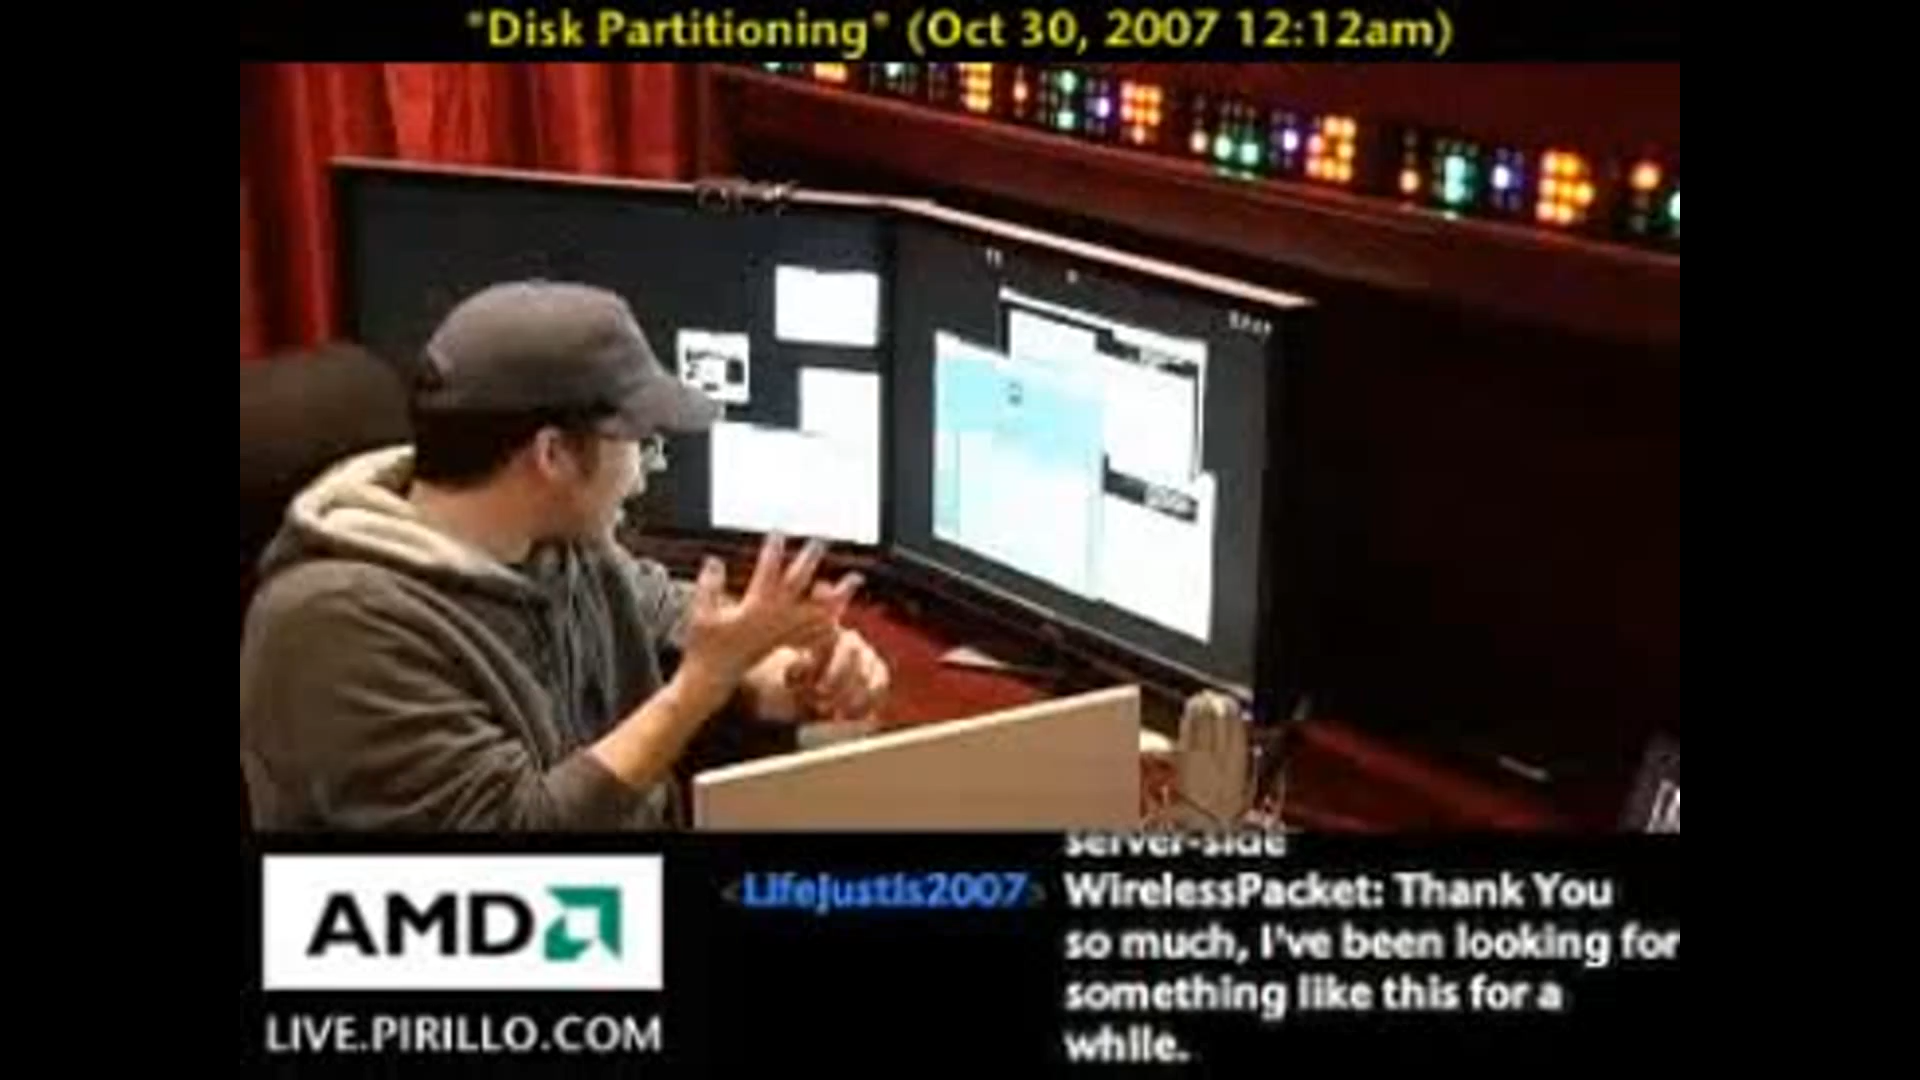 "Disk Partitioning" (Oct 30, 2007 12:12am)
server-side
<LifeJustis2007> WirelessPacket: Thank You
so much, I've been looking for
something like this for a
while.
AMD
LIVE.PIRILLO.COM